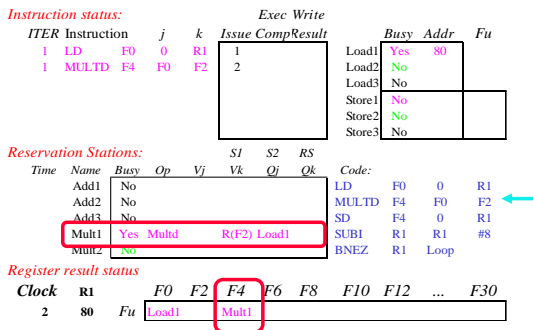 Instruction status: Exec Write
ITER Instruction j k Issue Comp Result Busy Addr Fu
1 LD F0 0 R1 1 Load1 Yes 80
1 MULTD F4 F0 F2 2 Load2 No
Load3 No
Store1 No
Store2 No
Store3 No
Reservation Stations: S1 S2 RS
Time Name Busy Op Vj Vk Qj Qk Code:
Add1 No LD F0 0 R1
Add2 No MULTD F4 F0 F2
Add3 No SD F4 0 R1
Mult1 Yes Multd R(F2) Load1 SUBI R1 R1 #8
Mult2 No BNEZ R1 Loop
Register result status
Clock R1 F0 F2 F4 F6 F8 F10 F12 ... F30
2 80 Fu Load1 Mult1